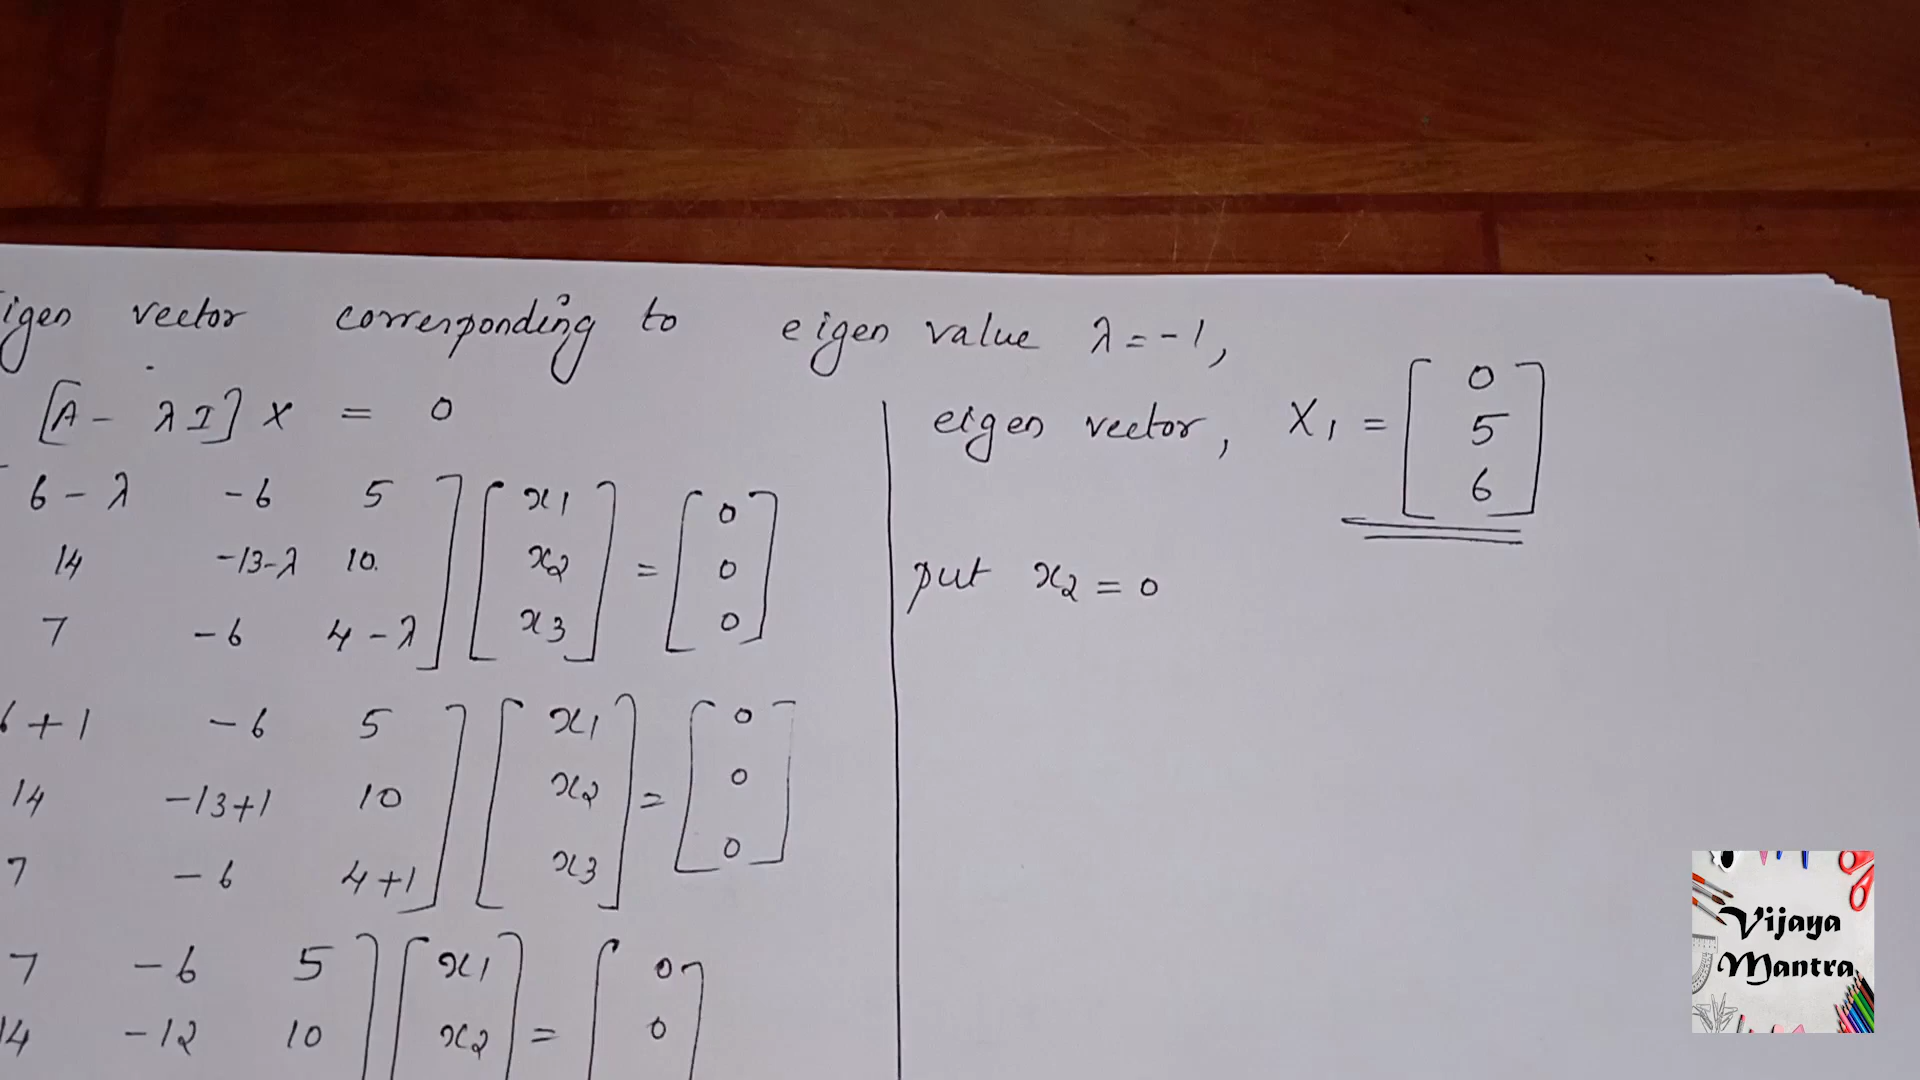 igen vector corresponding to eigen value λ=-1,
[A - λI] X = 0
6-λ -6 5 x1 0
14 -13-λ 10. x2 = 0
7 -6 4-λ x3 0
6+1 -6 5 x1 0
14 -13+1 10 x2 = 0
7 -6 4+1 x3 0
7 -6 5 x1 0
14 -12 10 x2 = 0
eigen vector, X1 = [0 5 6]
put x2 = 0
Vijaya
Mantra